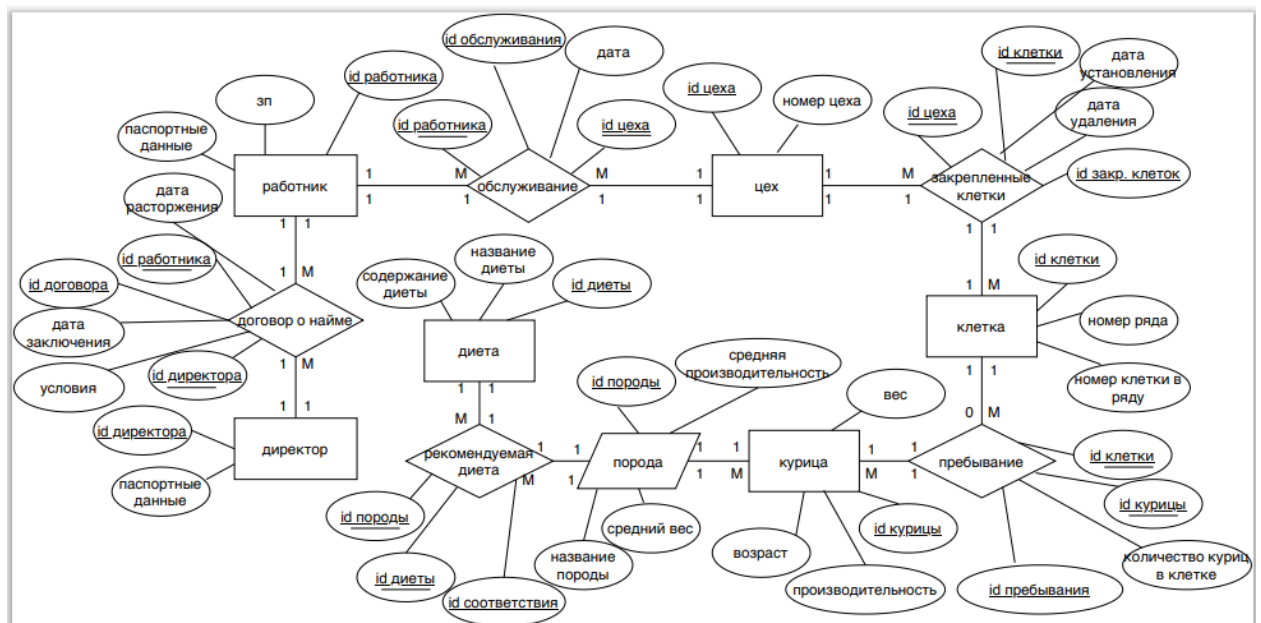 id обслуживания
дата
id клетки
дата
установления
зп
id работника
id цеха
номер цеха
паспортные
данные
id работника
id цеха
id цеха
дата
удаления
работник
1
М
обслуживание
М
1
цех
1
М
закрепленные
клетки
id закр. клеток
1
1
1
1
1
1
дата
расторжения
1
1
1
1
id работника
1
М
id договора
договор о найме
дата
заключения
условия
id директора
1
М
1
1
id директора
директор
паспортные
данные
содержание
диеты
название
диеты
id диеты
диета
1
1
М
1
рекомендуемая
диета
1
М
id породы
id диеты
id соответствия
id породы
средняя
производительность
1
1
порода
1
1
название
породы
средний вес
вес
1
М
курица
1
М
возраст
производительность
id курицы
id клетки
1
М
клетка
номер ряда
номер клетки в
ряду
1
1
0
М
1
1
пребывание
id клетки
id курицы
количество куриц
в клетке
id пребывания